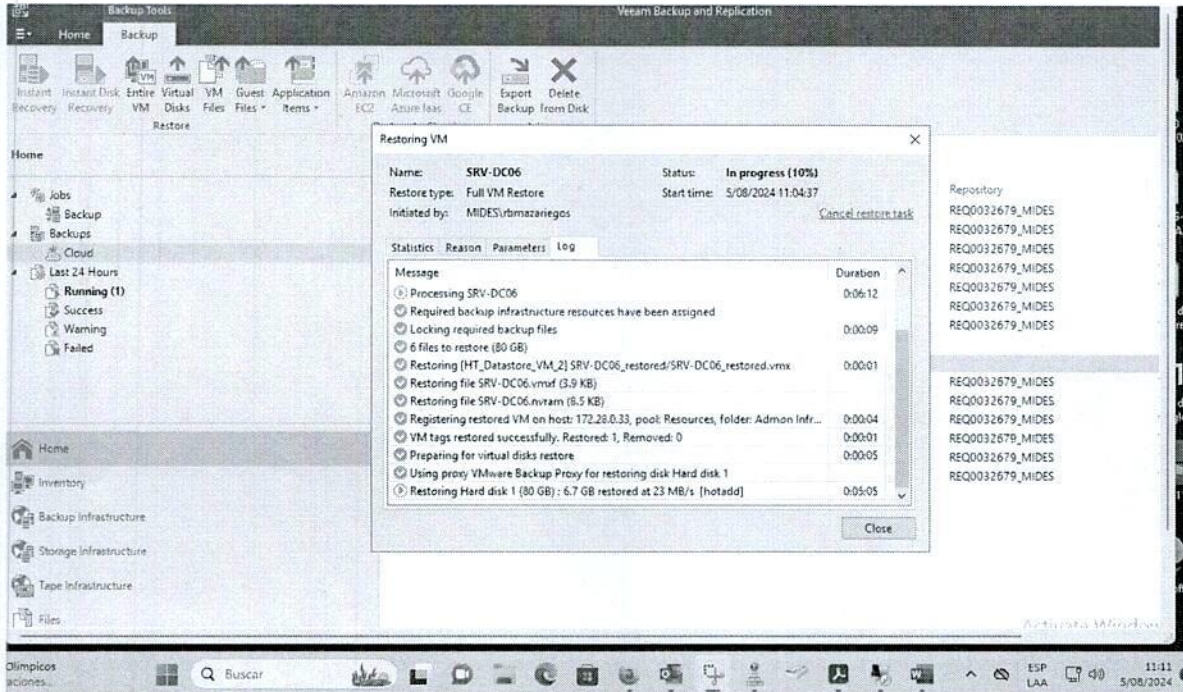 Backup Tools
Veeam Backup and Replication
Home Backup
Instant Recovery
Instant Disk Recovery
Entire VM
Virtual Disks
VM Files
Guest Files
Application Items
Amazon EC2
Microsoft Azure Iaas
Google CE
Export Backup
Delete from Disk
Restore
Home
Jobs
Backup
Backups
Cloud
Last 24 Hours
Running (1)
Success
Warning
Failed
Home
Inventory
Backup Infrastructure
Storage Infrastructure
Tape Infrastructure
Files
Restoring VM
Name: SRV-DC06 Status: In progress (10%)
Restore type: Full VM Restore Start time: 5/08/2024 11:04:37
Initiated by: MIDES\rbmazariegos Cancel restore task
Statistics Reason Parameters Log
Message Duration
Processing SRV-DC06 0:06:12
Required backup infrastructure resources have been assigned
Locking required backup files 0:00:09
6 files to restore (80 GB)
Restoring [HT_Datastore_VM_2] SRV-DC06_restored/SRV-DC06_restored.vmx 0:00:01
Restoring file SRV-DC06.vmxf (3.9 KB)
Restoring file SRV-DC06.nvram (8.5 KB)
Registering restored VM on host: 172.28.0.33, pool: Resources, folder: Admon Infr... 0:00:04
VM tags restored successfully. Restored: 1, Removed: 0 0:00:01
Preparing for virtual disks restore 0:00:05
Using proxy VMware Backup Proxy for restoring disk Hard disk 1
Restoring Hard disk 1 (80 GB) : 6.7 GB restored at 23 MB/s [hotadd] 0:05:05
Close
Repository
REQ0032679_MIDES
REQ0032679_MIDES
REQ0032679_MIDES
REQ0032679_MIDES
REQ0032679_MIDES
REQ0032679_MIDES
REQ0032679_MIDES
REQ0032679_MIDES
REQ0032679_MIDES
REQ0032679_MIDES
REQ0032679_MIDES
REQ0032679_MIDES
REQ0032679_MIDES
Activate Windows
Olimpicos
aciones...
Buscar
ESP
LAA
11:11
5/08/2024